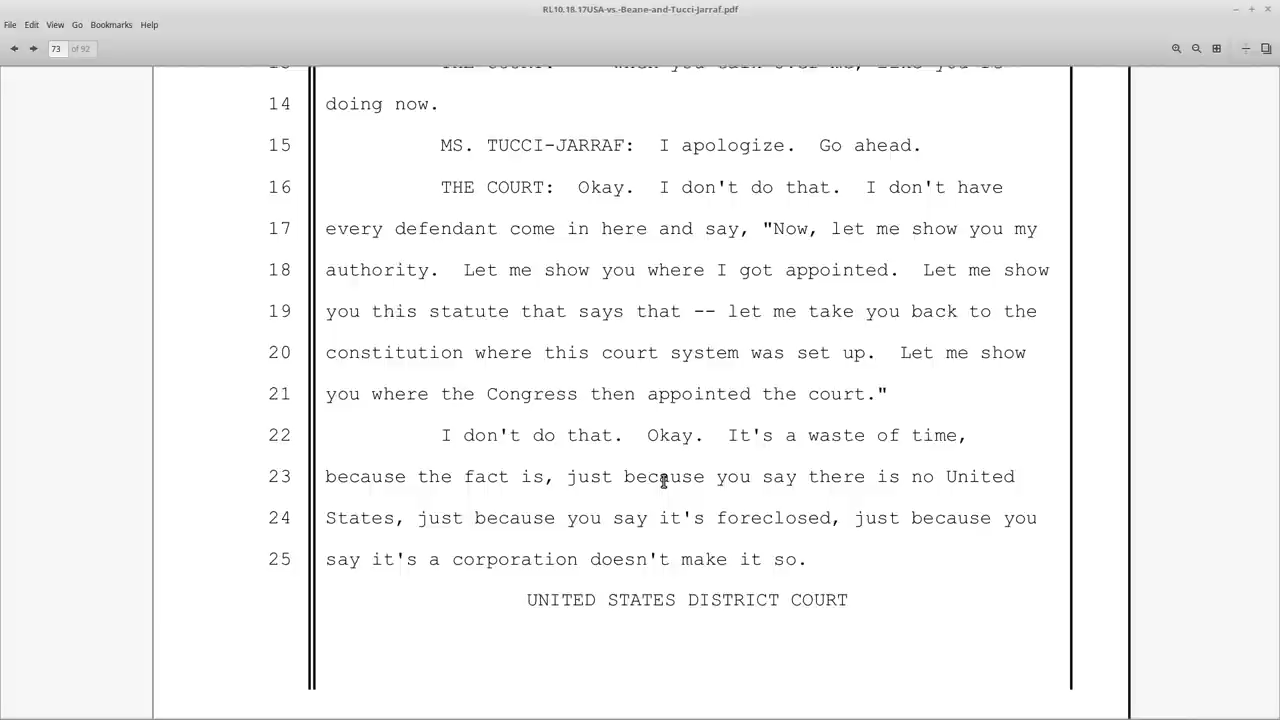 RL10.18.17USA-vs.-Beane-and-Tucci-Jarraf.pdf
File Edit View Go Bookmarks Help
73 of 92
14 doing now.
15 MS. TUCCI-JARRAF: I apologize. Go ahead.
16 THE COURT: Okay. I don't do that. I don't have
17 every defendant come in here and say, "Now, let me show you my
18 authority. Let me show you where I got appointed. Let me show
19 you this statute that says that -- let me take you back to the
20 constitution where this court system was set up. Let me show
21 you where the Congress then appointed the court."
22 I don't do that. Okay. It's a waste of time,
23 because the fact is, just because you say there is no United
24 States, just because you say it's foreclosed, just because you
25 say it's a corporation doesn't make it so.
UNITED STATES DISTRICT COURT